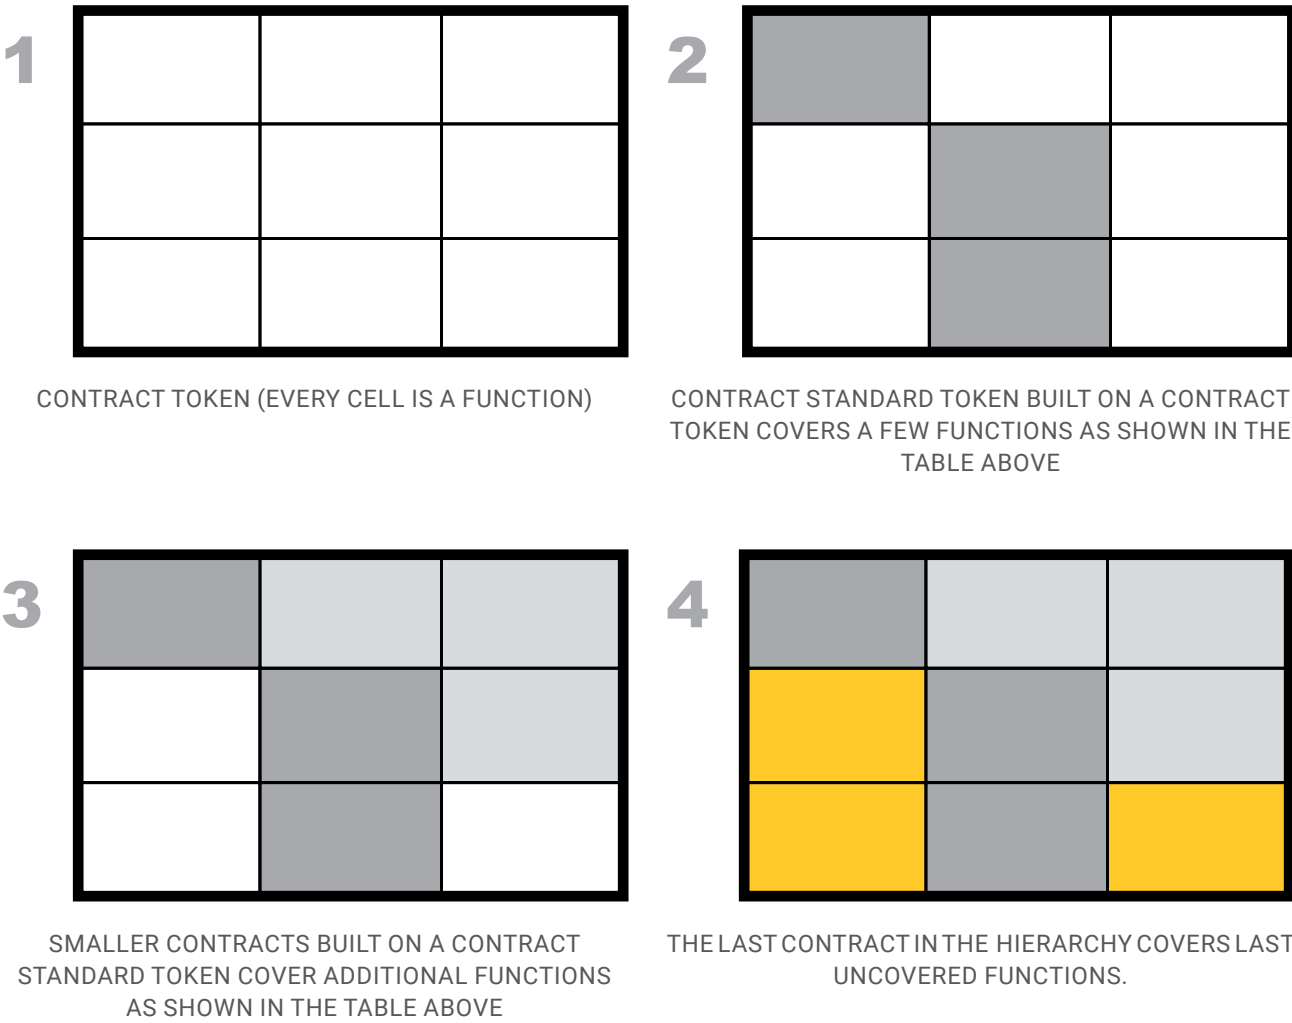 1
CONTRACT TOKEN (EVERY CELL IS A FUNCTION)
2
CONTRACT STANDARD TOKEN BUILT ON A CONTRACT
TOKEN COVERS A FEW FUNCTIONS AS SHOWN IN THE
TABLE ABOVE
3
SMALLER CONTRACTS BUILT ON A CONTRACT
STANDARD TOKEN COVER ADDITIONAL FUNCTIONS
AS SHOWN IN THE TABLE ABOVE
4
THE LAST CONTRACT IN THE HIERARCHY COVERS LAST
UNCOVERED FUNCTIONS.